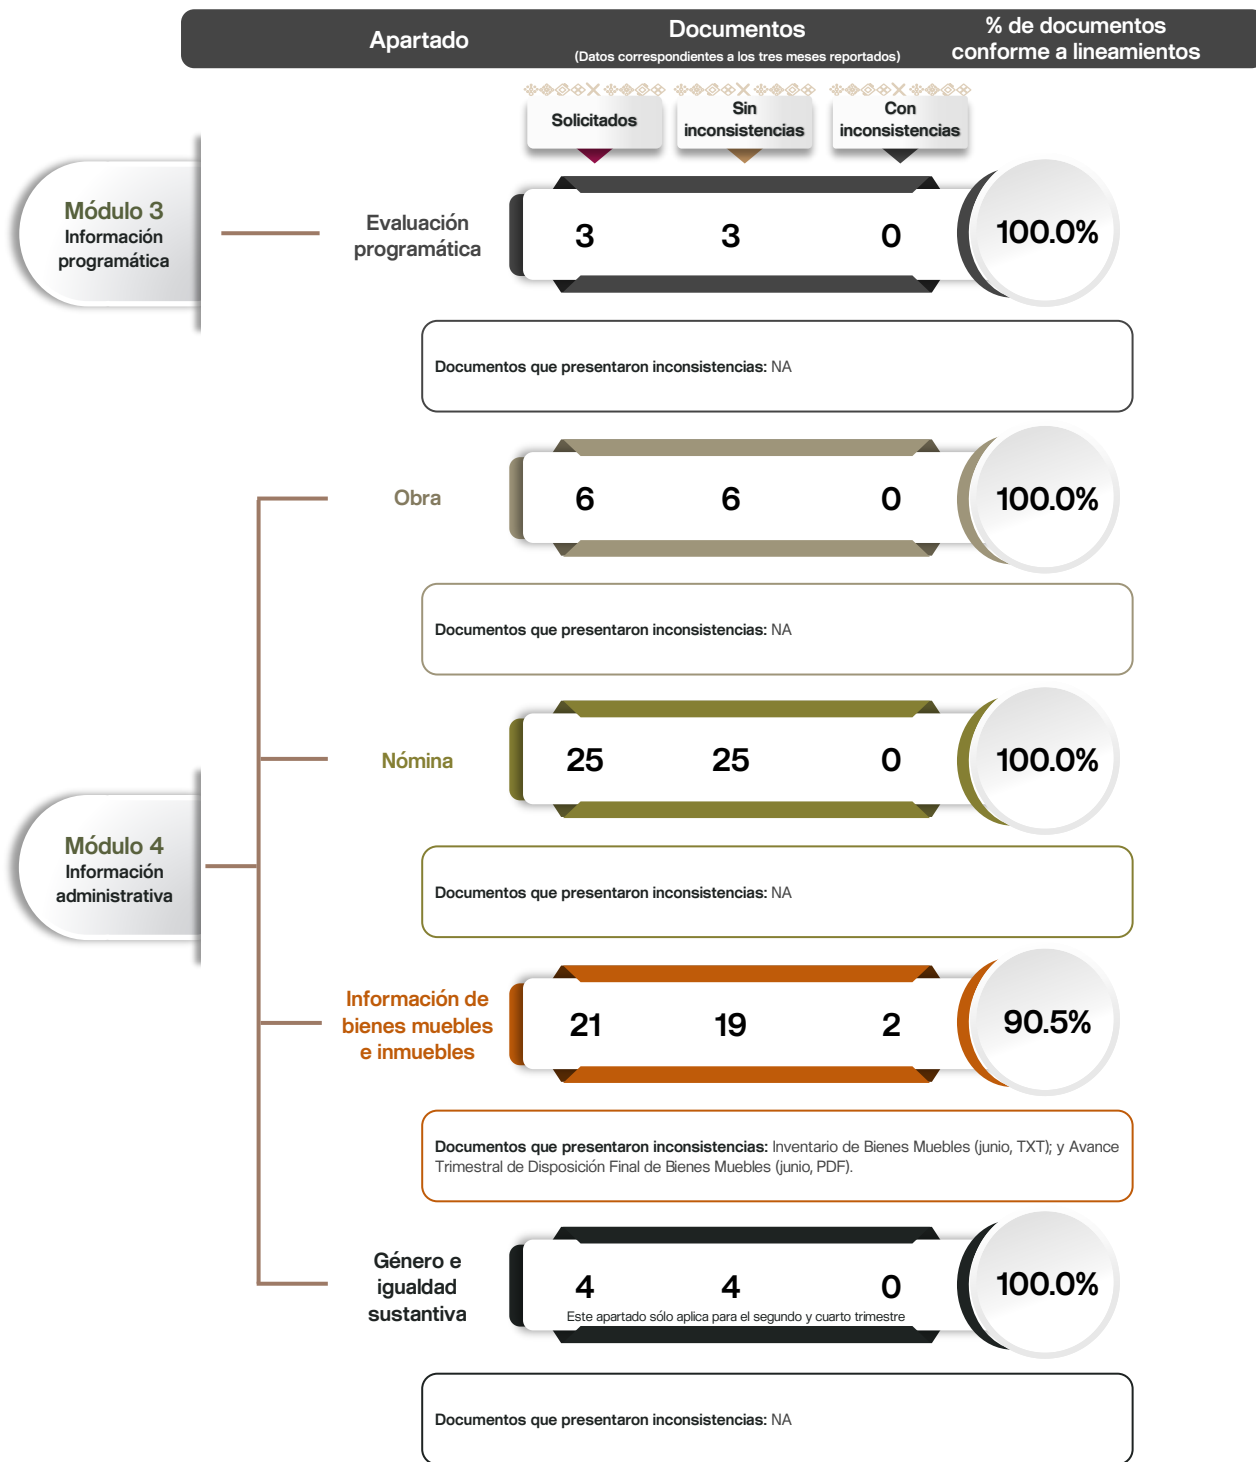 Apartado
Documentos
(Datos correspondientes a los tres meses reportados)
% de documentos
conforme a lineamientos
Solicitados
Sin
inconsistencias
Con
inconsistencias
Módulo 3
Información
programática
Evaluación
programática
3
3
0
100.0%
Documentos que presentaron inconsistencias: NA
Obra
6
6
0
100.0%
Documentos que presentaron inconsistencias: NA
Nómina
25
25
0
100.0%
Módulo 4
Información
administrativa
Documentos que presentaron inconsistencias: NA
Información de
bienes muebles
e inmuebles
21
19
2
90.5%
Documentos que presentaron inconsistencias: Inventario de Bienes Muebles (junio, TXT); y Avance
Trimestral de Disposición Final de Bienes Muebles (junio, PDF).
Género e
igualdad
sustantiva
4
4
0
100.0%
Este apartado sólo aplica para el segundo y cuarto trimestre
Documentos que presentaron inconsistencias: NA